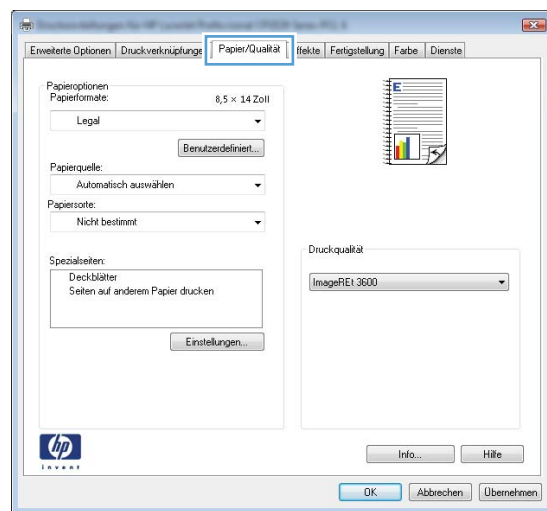 Erweiterte Optionen Druckverknüpfunge Papier/Qualität ffekte Fertigstellung Farbe Dienste
Papieroptionen
Papierformate: 8,5 × 14 Zoll
Legal
Benutzerdefiniert...
Papierquelle:
Automatisch auswählen
Papiersorte:
Nicht bestimmt
Spezialseiten:
Deckblätter
Seiten auf anderem Papier drucken
Einstellungen...
E
Druckqualität
ImageREt 3600
hp
invent
Info... Hilfe
OK Abbrechen Übernehmen